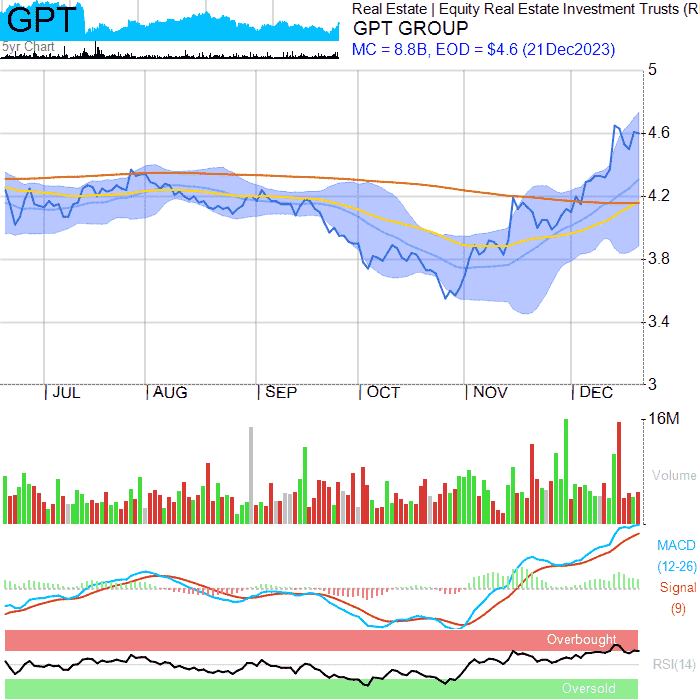 GPT
5yr Chart
Real Estate | Equity Real Estate Investment Trusts (R
GPT GROUP
MC = 8.8B, EOD = $4.6 (21Dec2023)
5
4.6
4.2
3.8
3.4
3
JUL AUG SEP OCT NOV DEC
16M
Volume
MACD
(12-26)
Signal
(9)
Overbought
RSI(14)
Oversold